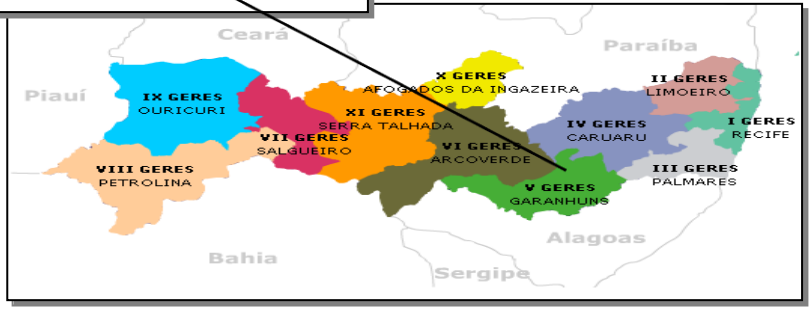 Ceará
Paraíba
Piauí
X GERES
AFOGADOS DA INGAZEIRA
II GERES
LIMOEIRO
IX GERES
OURICURI
XI GERES
SERRA TALHADA
IV GERES
CARUARU
I GERES
RECIFE
VII GERES
SALGUEIRO
VI GERES
ARCOVERDE
VIII GERES
PETROLINA
III GERES
PALMARES
V GERES
GARANHUNS
Alagoas
Bahia
Sergipe